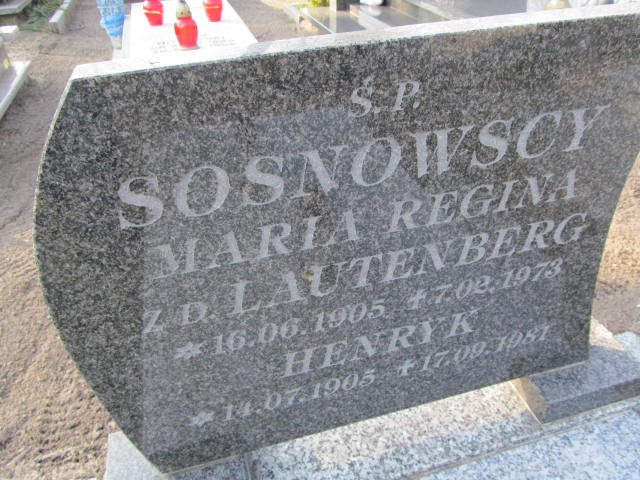 Ś.P.
SOSNOWSCY
MARIA REGINA
Z D. LAUTENBERG
* 16.06.1905 +7.02.1973
HENRYK
* 14.07.1905 +17.09.1981